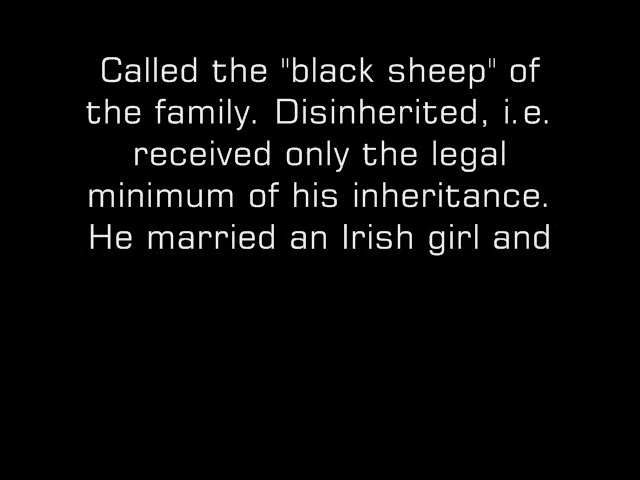 Called the "black sheep" of
the family. Disinherited, i.e.
received only the legal
minimum of his inheritance.
He married an Irish girl and